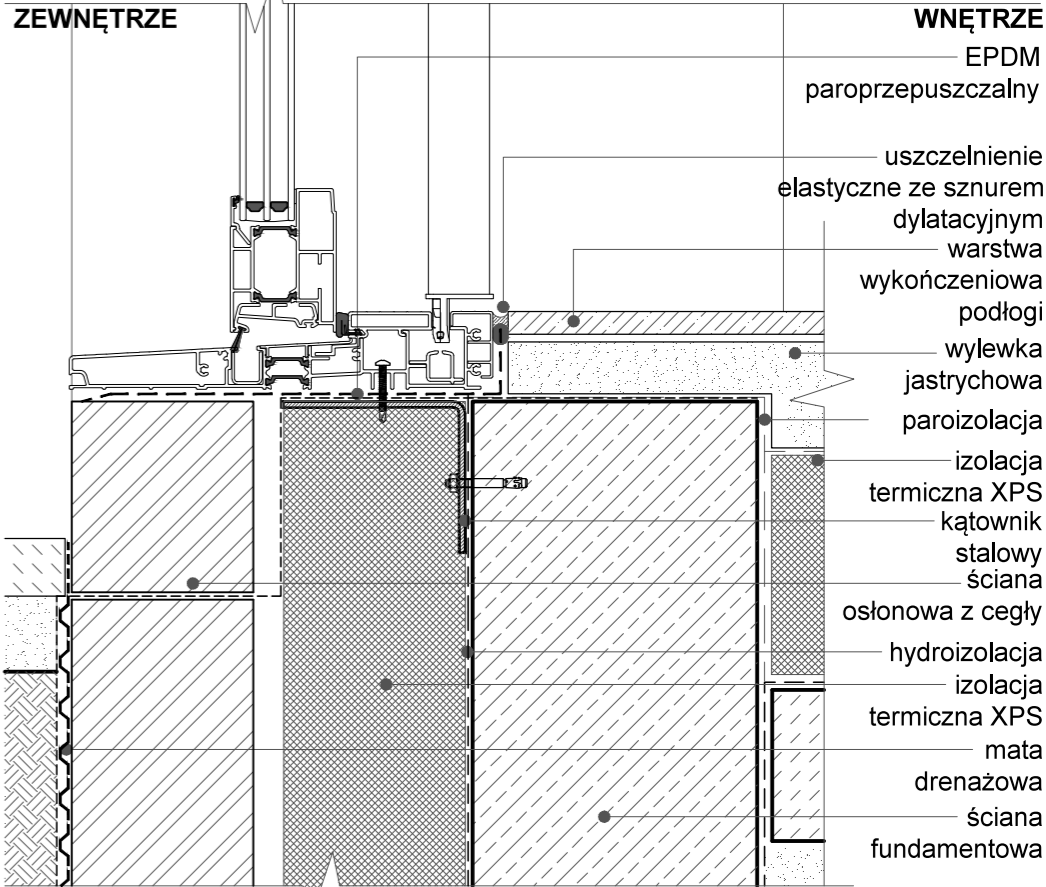 ZEWNĘTRZE
WNĘTRZE
EPDM
paroprzepuszczalny
uszczelnienie
elastyczne ze sznurem
dylatacyjnym
warstwa
wykończeniowa
podłogi
wylewka
jastrychowa
paroizolacja
izolacja
termiczna XPS
kątownik
stalowy
ściana
osłonowa z cegły
hydroizolacja
izolacja
termiczna XPS
mata
drenażowa
ściana
fundamentowa